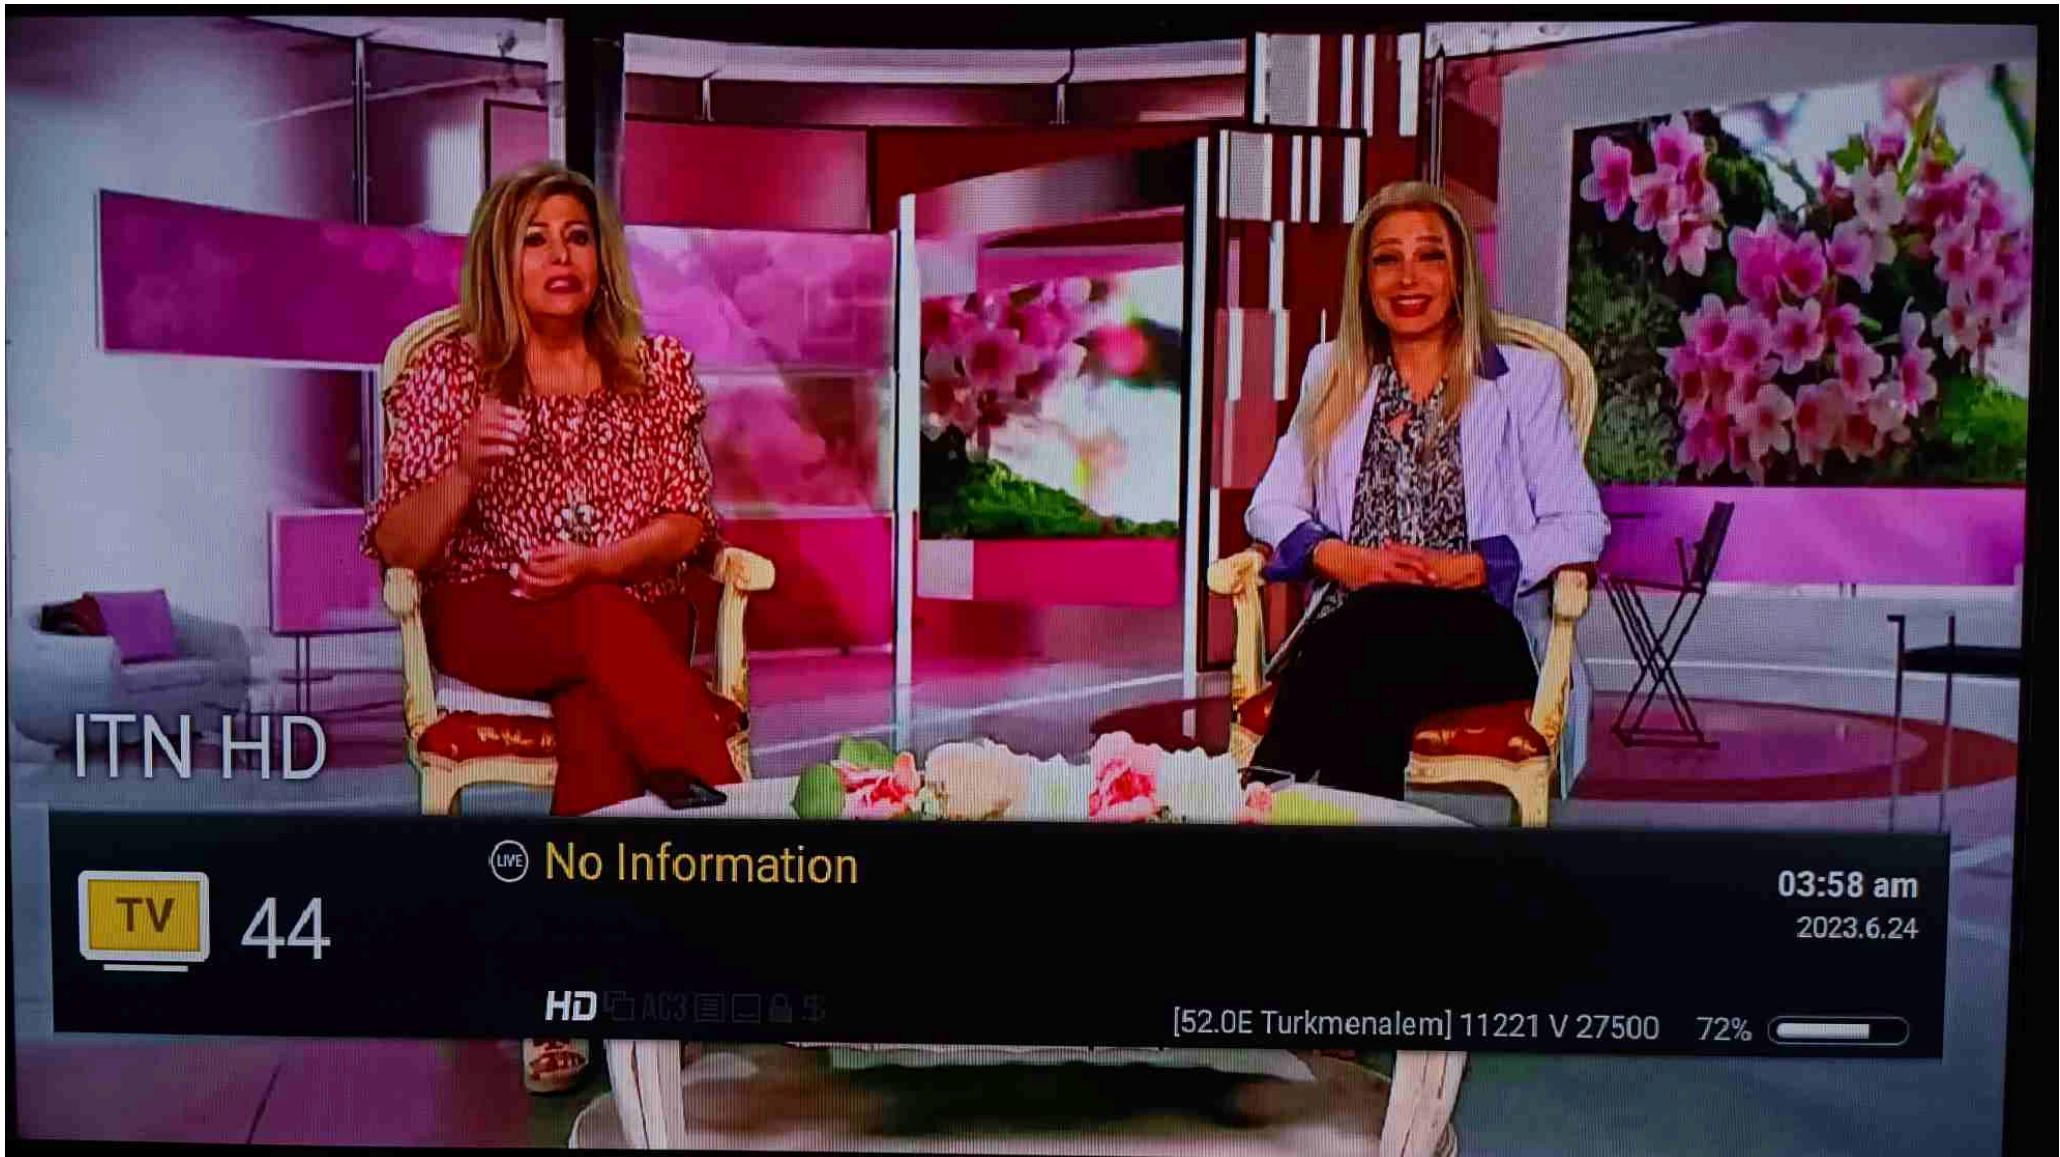 ITN HD
TV
44
LIVE No Information
03:58 am
2023.6.24
HD AC3 $
[52.0E Turkmenalem] 11221 V 27500 72%